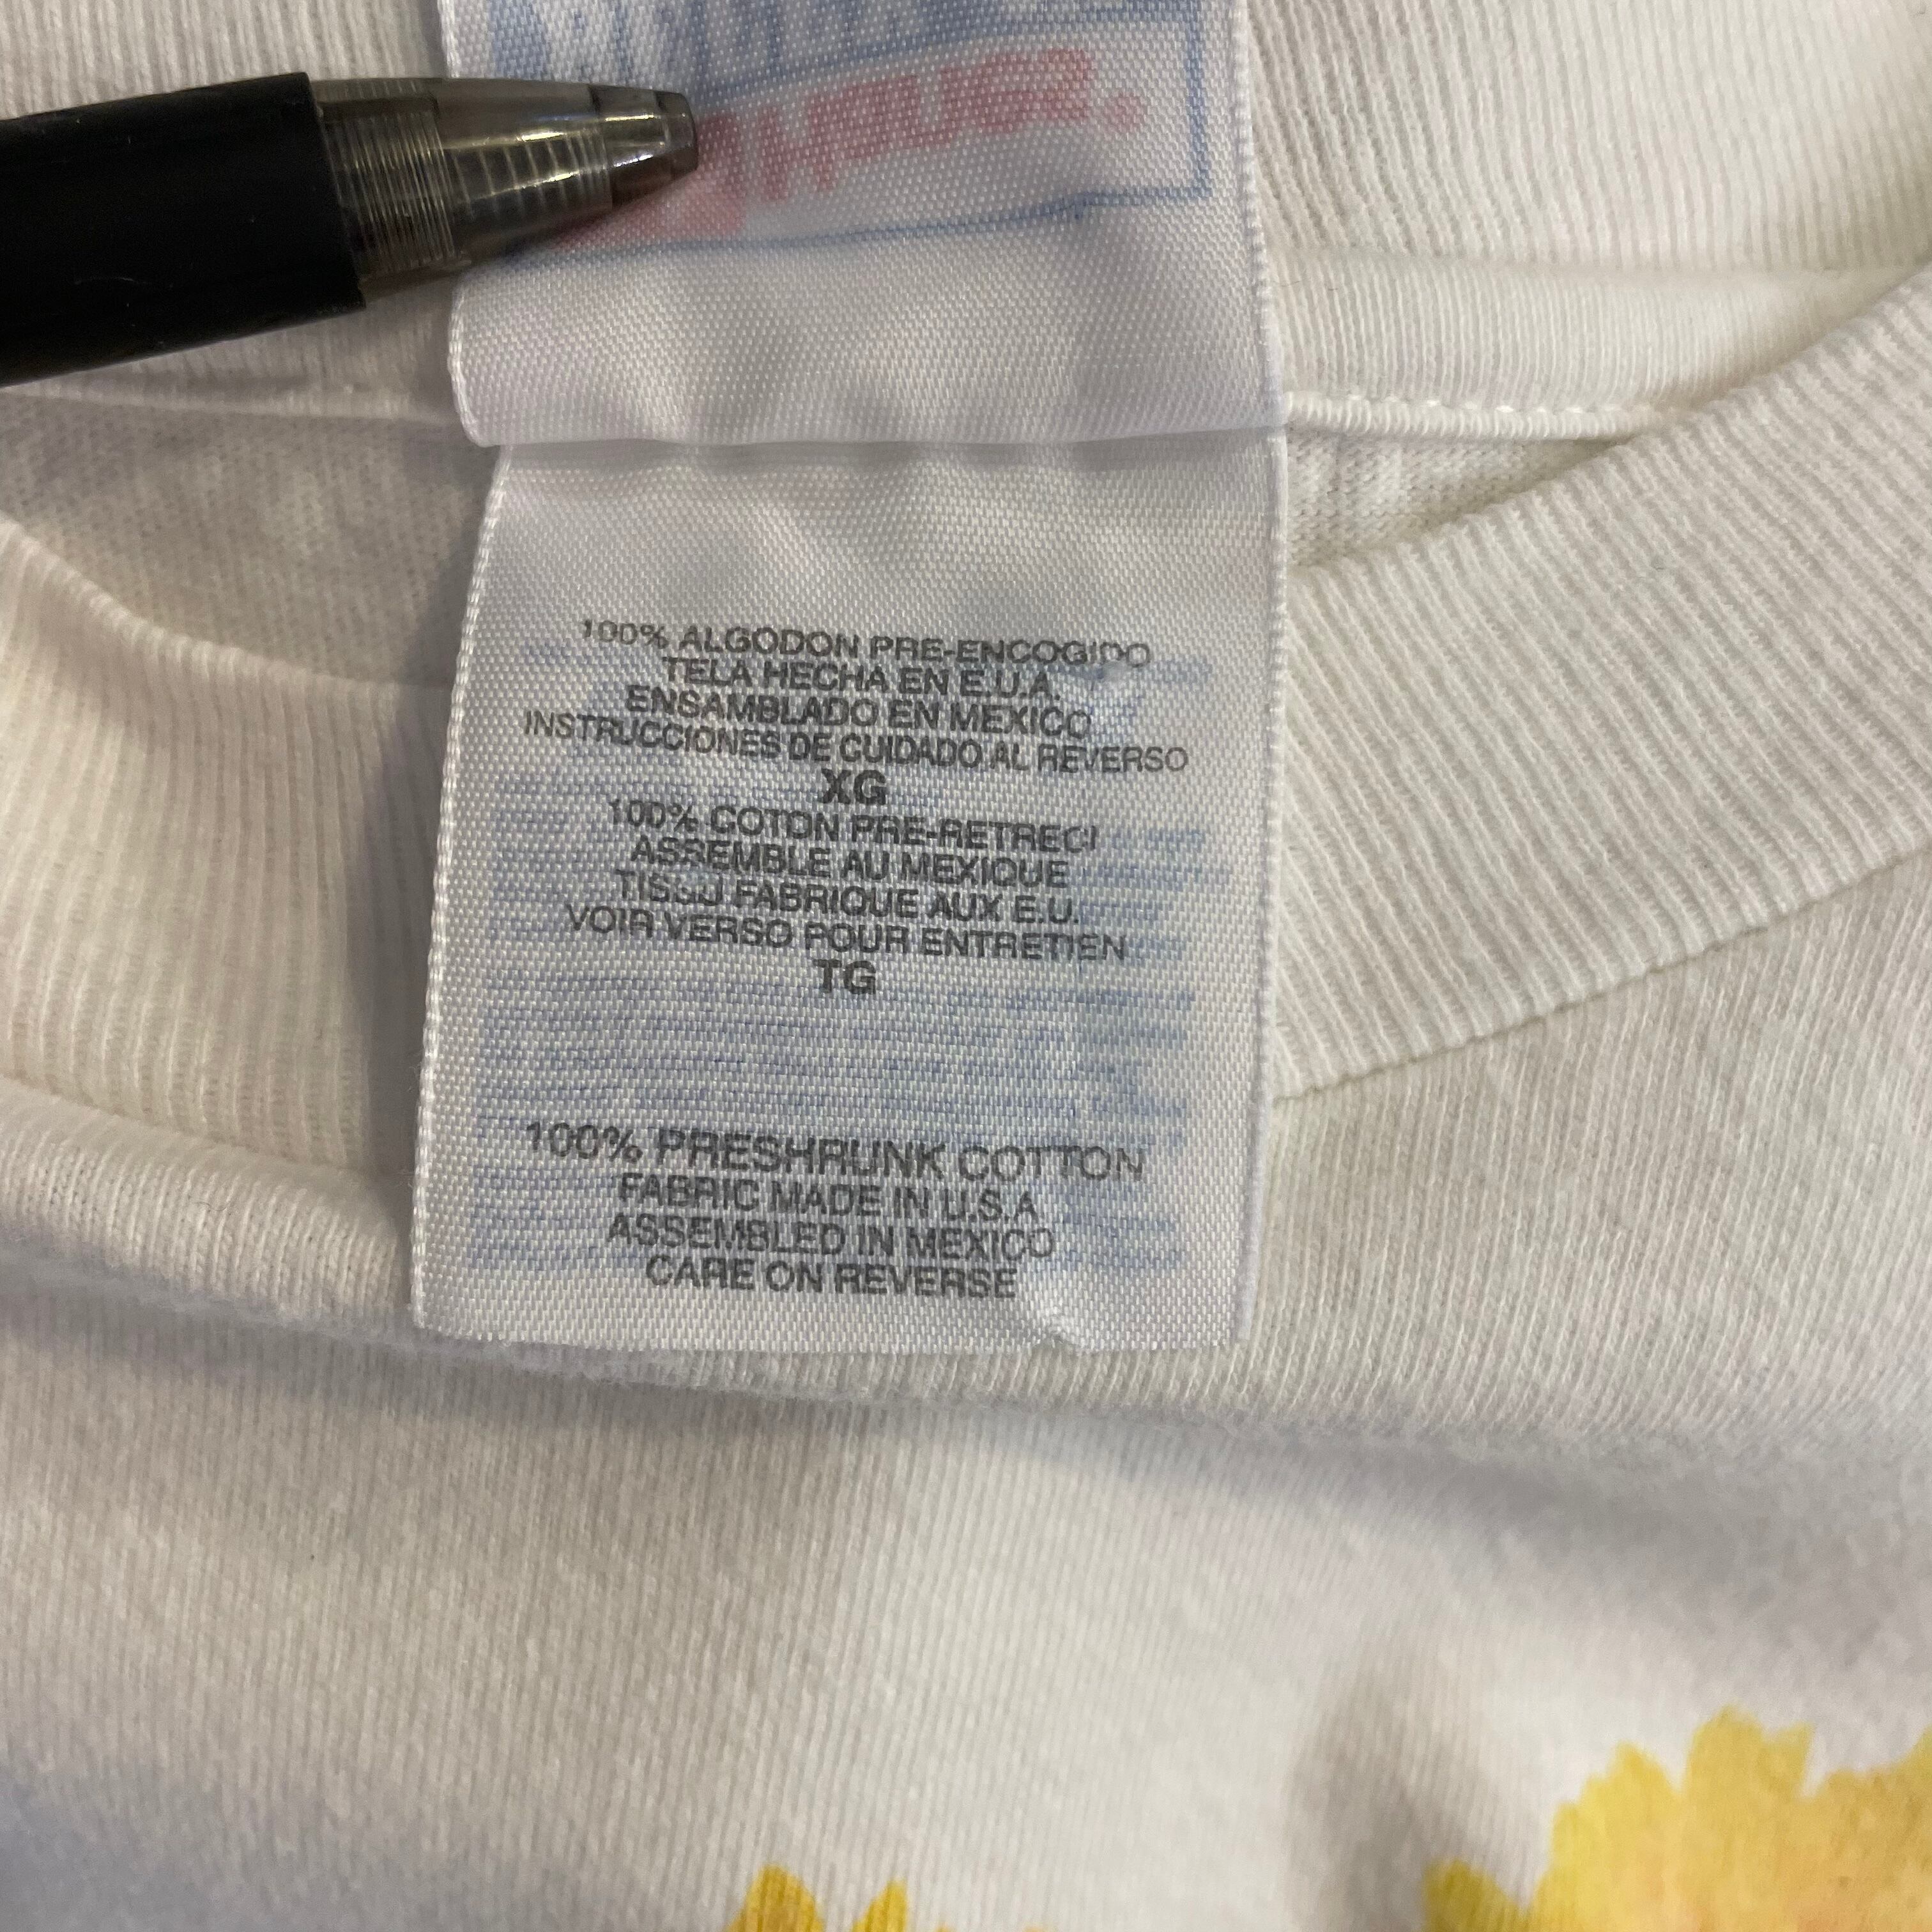 100% ALGODON PRE-ENCOGIDO
TELA HECHA EN E.U.A.
ENSAMBLADO EN MEXICO
INSTRUCCIONES DE CUIDADO AL REVERSO
XG
100% COTON PRE-RETRECI
ASSEMBLE AU MEXIQUE
TISSU FABRIQUE AUX E.U.
VOIR VERSO POUR ENTRETIEN
TG
100% PRESHRUNK COTTON
FABRIC MADE IN U.S.A
ASSEMBLED IN MEXICO
CARE ON REVERSE